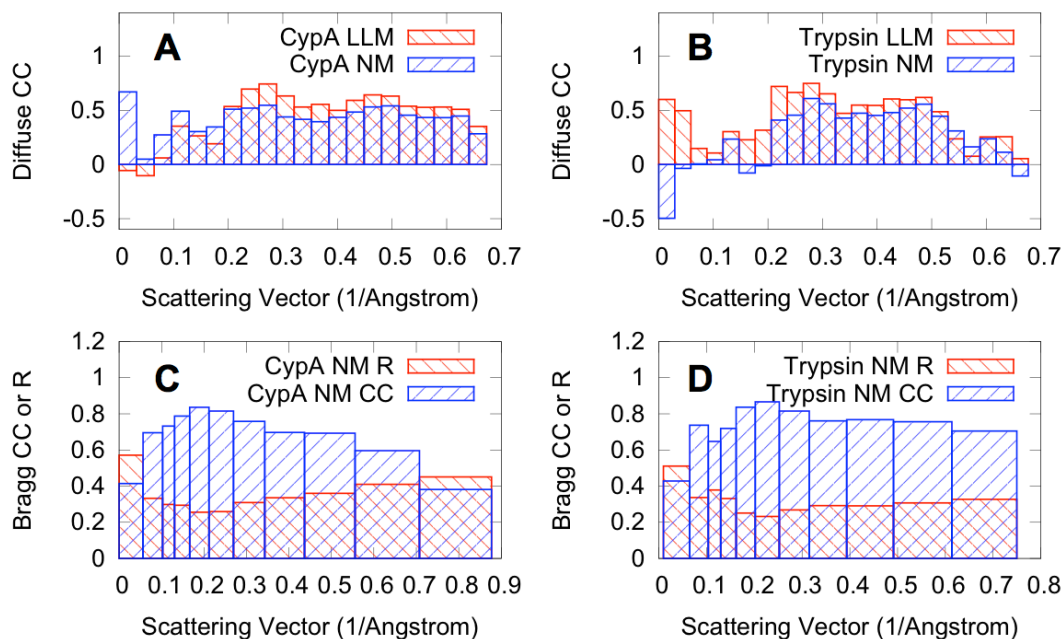 A
CypA LLM
CypA NM
Diffuse CC
1
0.5
0
-0.5
0 0.1 0.2 0.3 0.4 0.5 0.6 0.7
Scattering Vector (1/Angstrom)
B
Trypsin LLM
Trypsin NM
Diffuse CC
1
0.5
0
-0.5
0 0.1 0.2 0.3 0.4 0.5 0.6 0.7
Scattering Vector (1/Angstrom)
C
CypA NM R
CypA NM CC
Bragg CC or R
1.2
1
0.8
0.6
0.4
0.2
0
0 0.1 0.2 0.3 0.4 0.5 0.6 0.7 0.8 0.9
Scattering Vector (1/Angstrom)
D
Trypsin NM R
Trypsin NM CC
Bragg CC or R
1.2
1
0.8
0.6
0.4
0.2
0
0 0.1 0.2 0.3 0.4 0.5 0.6 0.7 0.8
Scattering Vector (1/Angstrom)